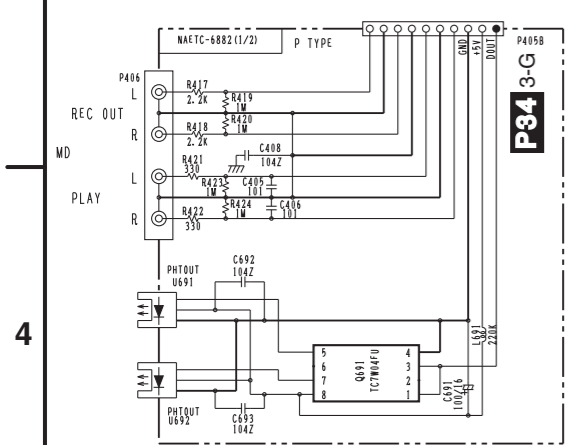 NAETC-6882(1/2)
P TYPE
GND
+5V
DOUT
P405B
P34 3-G
P406
L
R417
2.2K
R419
1M
REC OUT
R420
1M
R
R418
2.2K
MD
C408
104Z
L
R421
330
R423
1M
C405
101
PLAY
R424
1M
C406
101
R
R422
330
PHTOUT
U691
C692
104Z
4
5
6
7
8
Q691
TC7W04FU
4
3
2
1
L691
220K
C691
100/16
PHTOUT
U692
C693
104Z